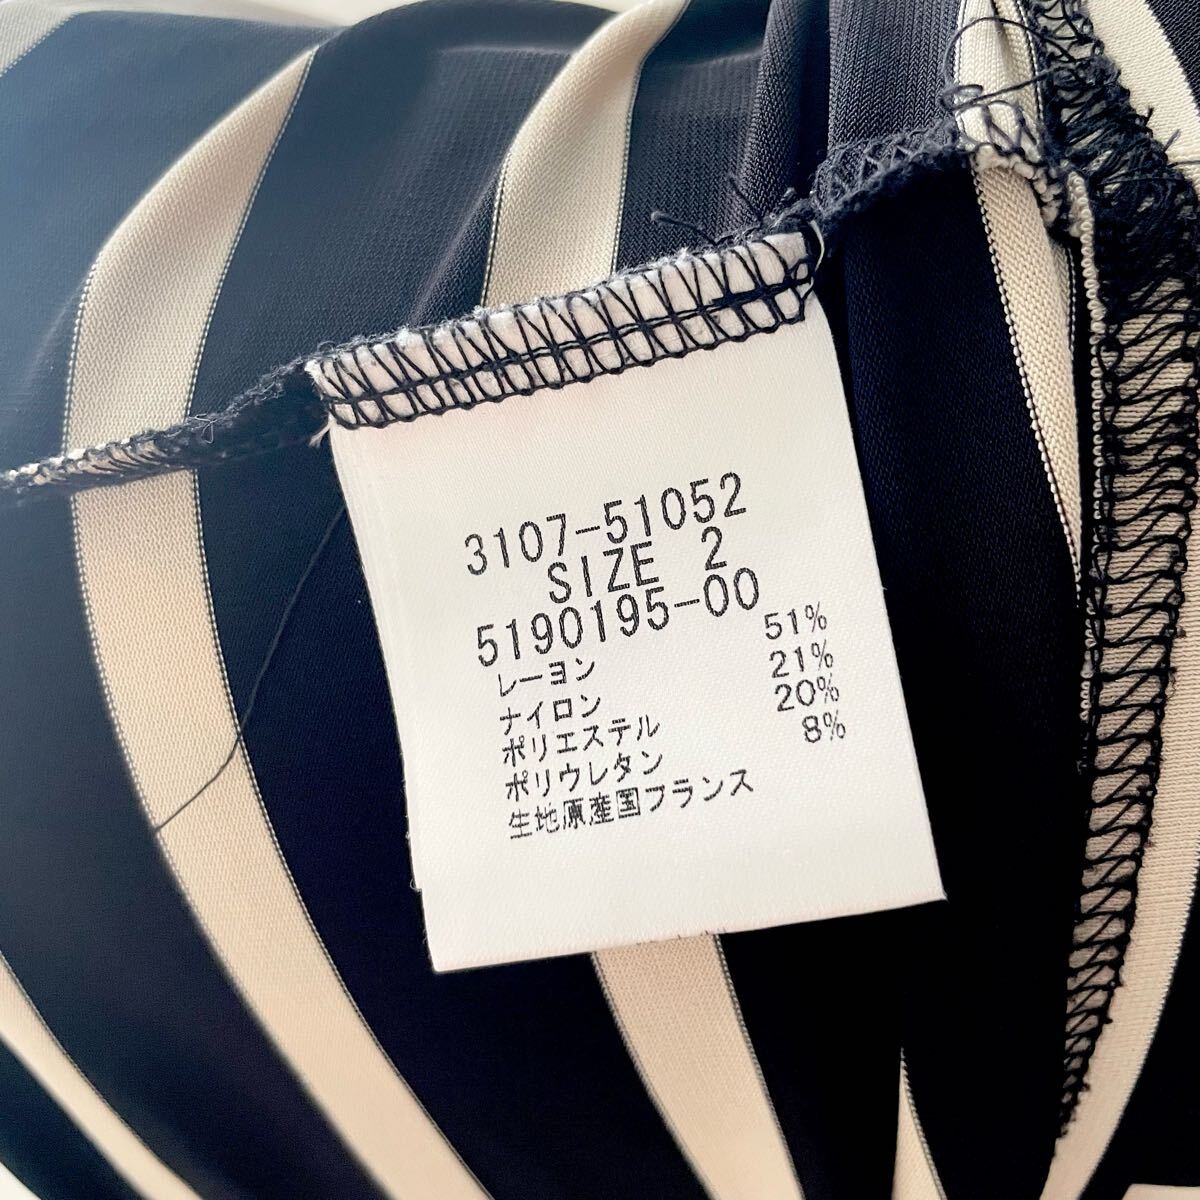 3107-51052
SIZE 2
5190195-00
レーヨン 51%
ナイロン 21%
ポリエステル 20%
ポリウレタン 8%
生地原産国フランス